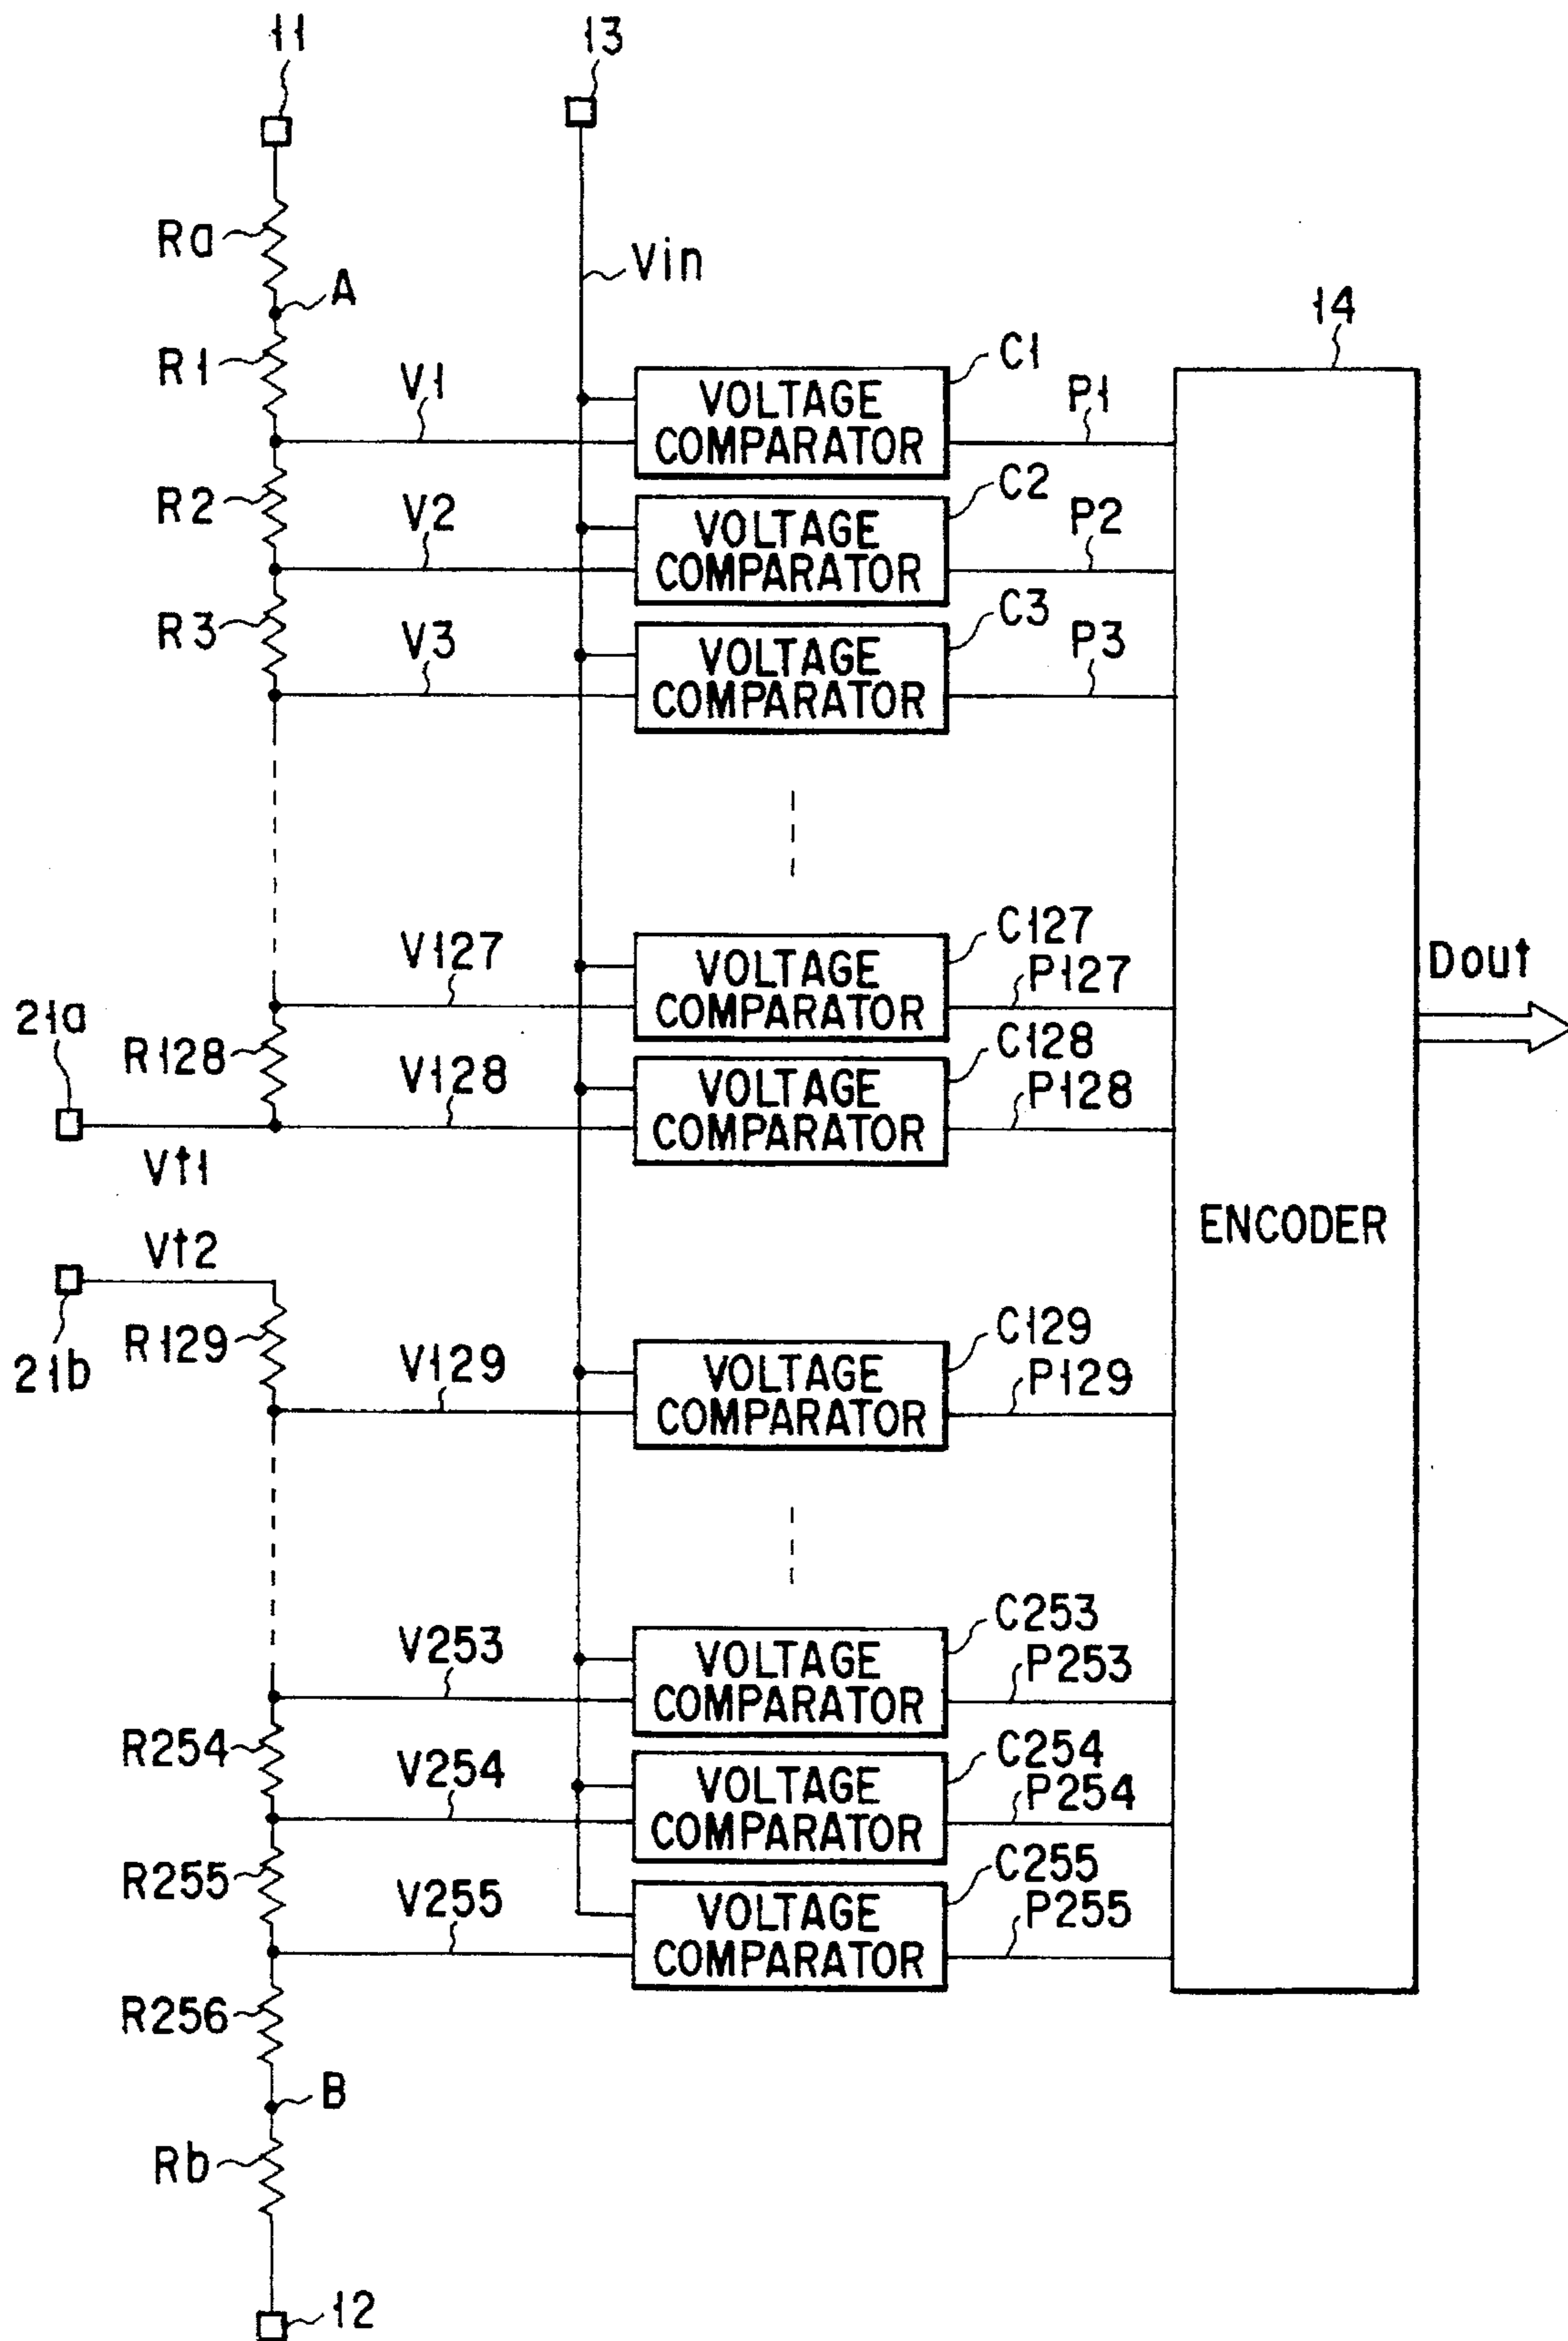 11
13
Ra
A
Vin
R1
V1
VOLTAGE
COMPARATOR
C1
P1
14
R2
V2
VOLTAGE
COMPARATOR
C2
P2
R3
V3
VOLTAGE
COMPARATOR
C3
P3
V127
VOLTAGE
COMPARATOR
C127
P127
Dout
21a
R128
V128
VOLTAGE
COMPARATOR
C128
P128
Vt1
ENCODER
Vt2
21b
R129
V129
VOLTAGE
COMPARATOR
C129
P129
V253
VOLTAGE
COMPARATOR
C253
P253
R254
V254
VOLTAGE
COMPARATOR
C254
P254
R255
V255
VOLTAGE
COMPARATOR
C255
P255
R256
B
Rb
12